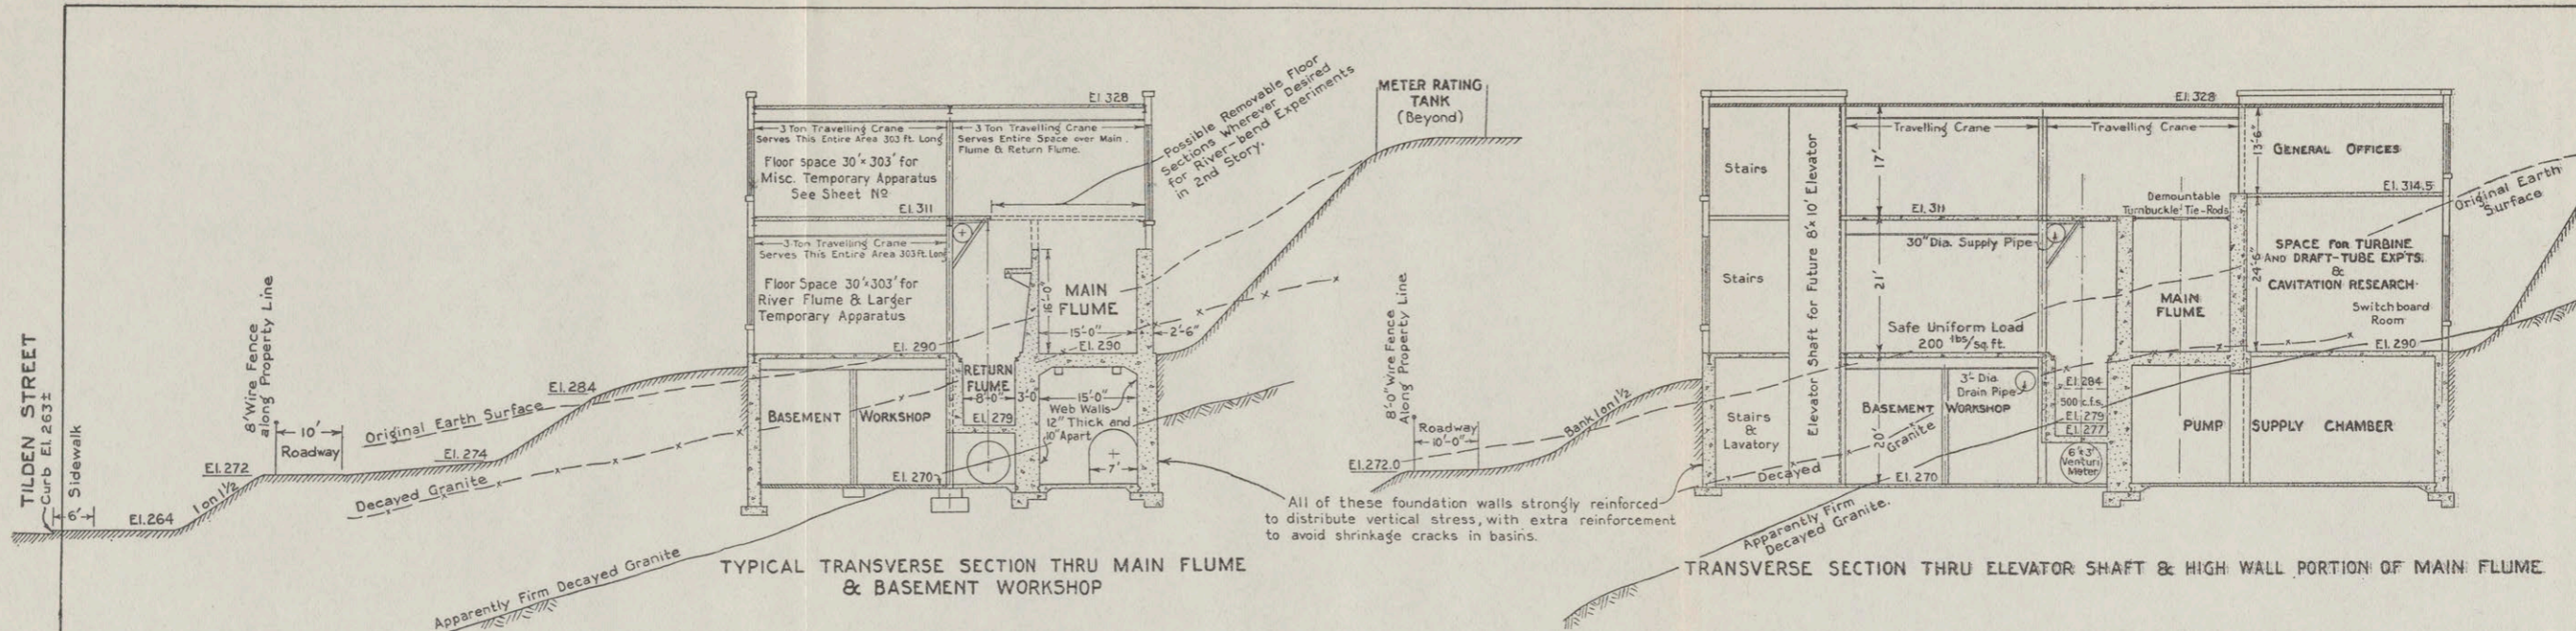 TILDEN STREET
Curb El. 263±
6'
Sidewalk
El. 264
1 on 1½
El. 272
8' Wire Fence
along Property Line
10'
Roadway
Original Earth Surface
El. 274
El. 284
Decayed Granite
Apparently Firm Decayed Granite
El. 328
3 Ton Travelling Crane
Serves This Entire Area 303 ft. Long
Floor space 30' x 303' for
Misc. Temporary Apparatus
See Sheet Nº
El. 311
3 Ton Travelling Crane
Serves Entire Space over Main
Flume & Return Flume.
Possible Removable Floor
Sections Wherever Desired
for River-bend Experiments
in 2nd Story.
METER RATING
TANK
(Beyond)
3-Ton Travelling Crane
Serves This Entire Area 303 ft. Long
Floor Space 30' x 303' for
River Flume & Larger
Temporary Apparatus
El. 290
16'-0"
MAIN
FLUME
15'-0"
2'-6"
El. 290
BASEMENT WORKSHOP
RETURN
FLUME
8'-0"
3'-0
15'-0"
El. 279
Web Walls
12" Thick and
10" Apart
7'
El. 270
All of these foundation walls strongly reinforced
to distribute vertical stress, with extra reinforcement
to avoid shrinkage cracks in basins.
TYPICAL TRANSVERSE SECTION THRU MAIN FLUME
& BASEMENT WORKSHOP
8'-0" Wire Fence
Along Property Line
Roadway
10'-0"
El. 272.0
Bank 1 on 1½
Stairs
Stairs
Stairs
&
Lavatory
Elevator Shaft for Future 8' x 10' Elevator
El. 328
Travelling Crane
Travelling Crane
17'
El. 311
13'-6"
GENERAL OFFICES
El. 314.5
Original Earth
Surface
Demountable
Turnbuckle Tie-Rods
30" Dia. Supply Pipe
21'
Safe Uniform Load
200 lbs/sq. ft.
MAIN
FLUME
24'-6"
SPACE FOR TURBINE
AND DRAFT-TUBE EXP'TS.
&
CAVITATION RESEARCH
Switchboard
Room
El. 290
3'-Dia
Drain Pipe
BASEMENT WORKSHOP
20'
El. 284
500 c.f.s.
El. 279
El. 277
6' x 3'
Venturi
Meter
PUMP SUPPLY CHAMBER
Decayed Granite
El. 270
Apparently Firm
Decayed Granite.
TRANSVERSE SECTION THRU ELEVATOR SHAFT & HIGH WALL PORTION OF MAIN FLUME